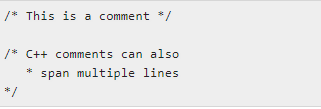 /* This is a comment */
/* C++ comments can also
* span multiple lines
*/